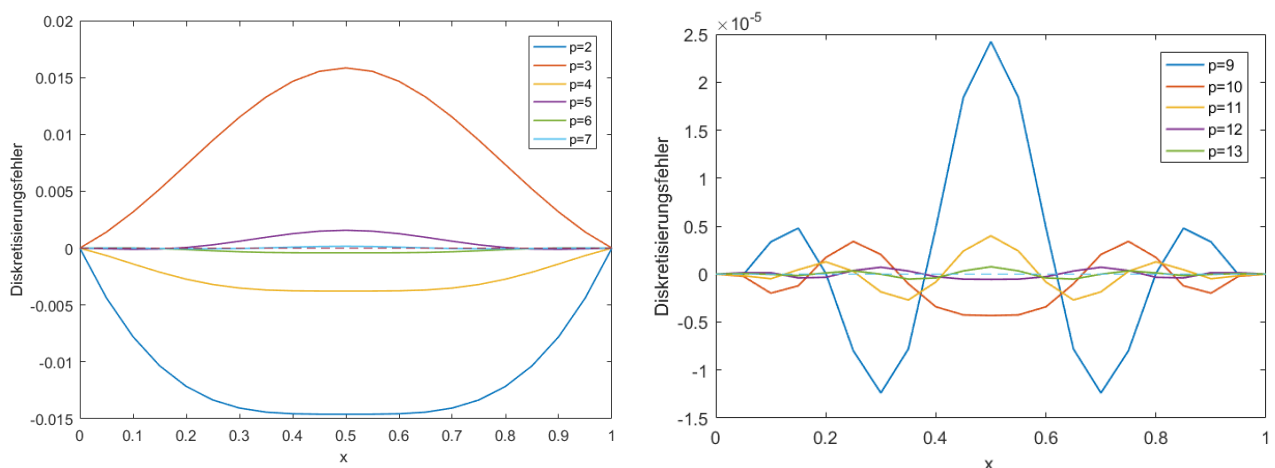 0.02
0.015
0.01
0.005
0
-0.005
-0.01
-0.015
Diskretisierungsfehler
0 0.1 0.2 0.3 0.4 0.5 0.6 0.7 0.8 0.9 1
x
p=2
p=3
p=4
p=5
p=6
p=7
×10-5
2.5
2
1.5
1
0.5
0
-0.5
-1
-1.5
Diskretisierungsfehler
0 0.2 0.4 0.6 0.8 1
x
p=9
p=10
p=11
p=12
p=13